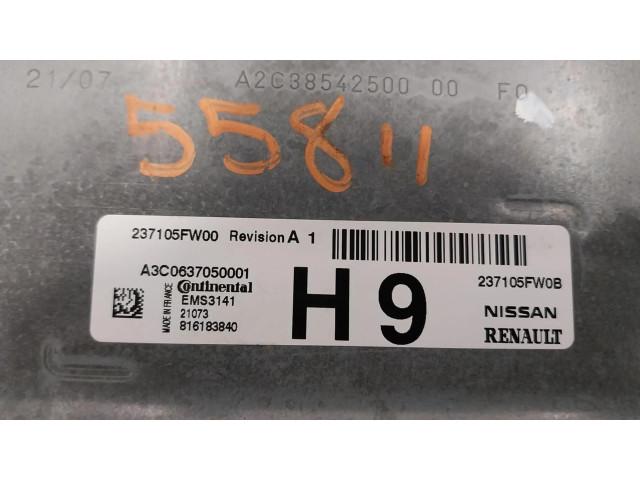 21/07 A2C38542500 00 F0
55811
237105FW00 Revision A 1
A3C0637050001
Continental
EMS3141
21073
816183840
MADE IN FRANCE
H9
237105FW0B
NISSAN
RENAULT